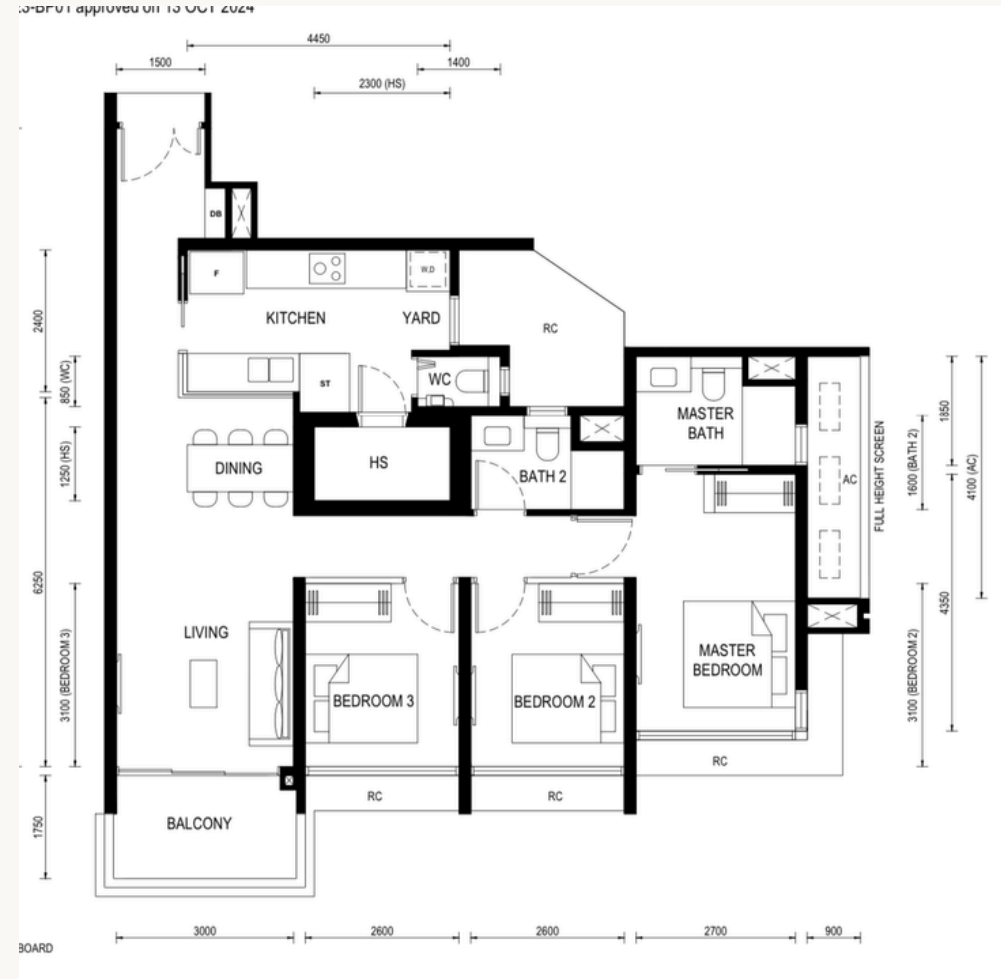 approved on 13 OCT 2024
4450
1500
1400
2300 (HS)
DB
F
W.D
2400
KITCHEN
YARD
RC
850 (WC)
ST
WC
MASTER
BATH
1850
1600 (BATH 2)
4100 (AC)
FULL HEIGHT SCREEN
AC
1250 (HS)
DINING
HS
BATH 2
6250
LIVING
3100 (BEDROOM 3)
BEDROOM 3
BEDROOM 2
MASTER
BEDROOM
4350
3100 (BEDROOM 2)
RC
RC
RC
1750
BALCONY
3000
2600
2600
2700
900
BOARD